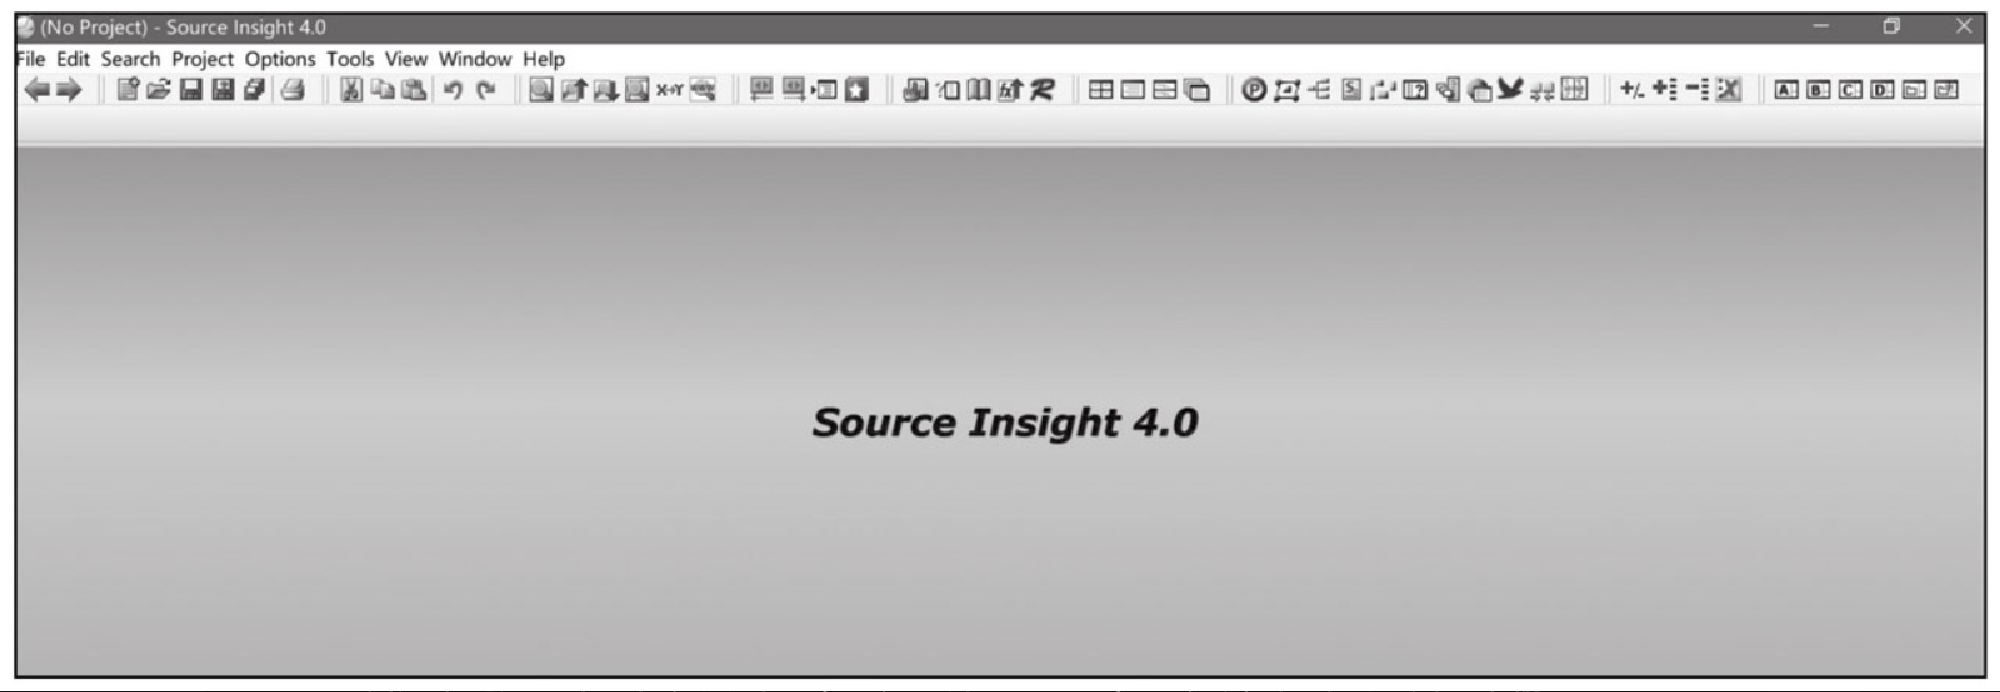 (No Project) - Source Insight 4.0
File Edit Search Project Options Tools View Window Help
X→Y P S ? R +/- A B C D
Source Insight 4.0